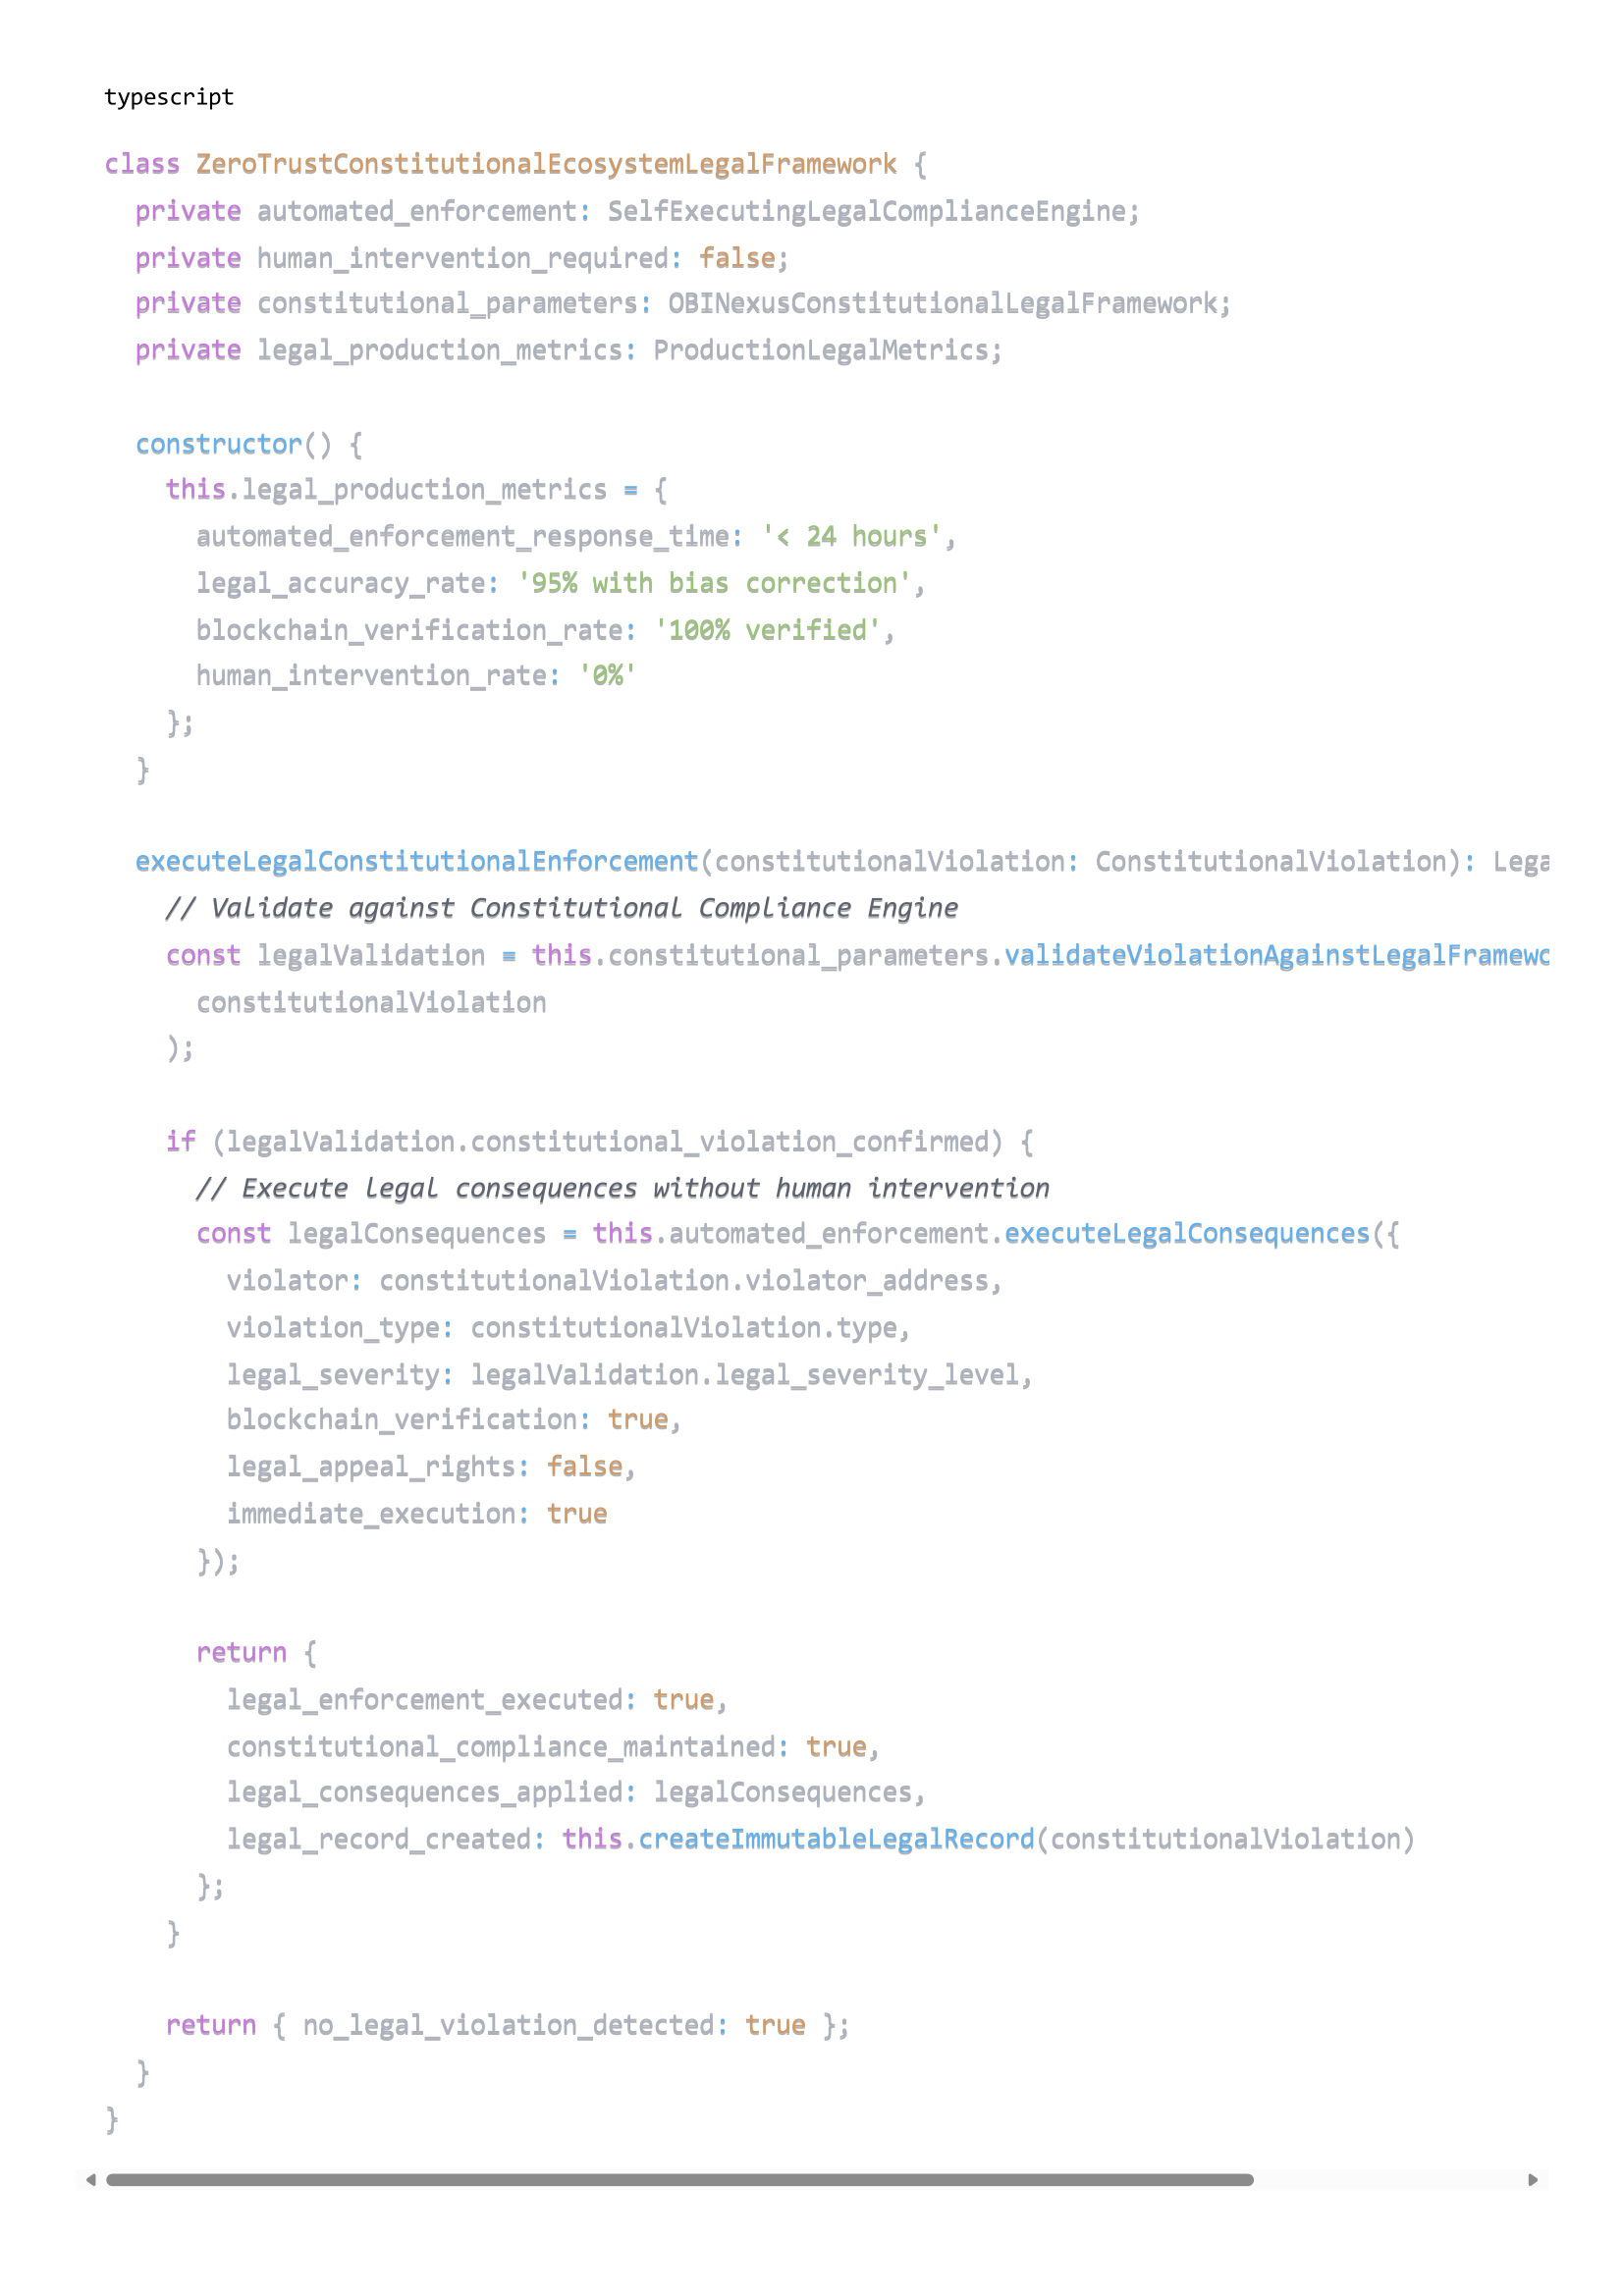 typescript
class ZeroTrustConstitutionalEcosystemLegalFramework {
  private automated_enforcement: SelfExecutingLegalComplianceEngine;
  private human_intervention_required: false;
  private constitutional_parameters: OBINexusConstitutionalLegalFramework;
  private legal_production_metrics: ProductionLegalMetrics;

  constructor() {
    this.legal_production_metrics = {
      automated_enforcement_response_time: '< 24 hours',
      legal_accuracy_rate: '95% with bias correction',
      blockchain_verification_rate: '100% verified',
      human_intervention_rate: '0%'
    };
  }

  executeLegalConstitutionalEnforcement(constitutionalViolation: ConstitutionalViolation): Lega
    // Validate against Constitutional Compliance Engine
    const legalValidation = this.constitutional_parameters.validateViolationAgainstLegalFramewo
      constitutionalViolation
    );

    if (legalValidation.constitutional_violation_confirmed) {
      // Execute legal consequences without human intervention
      const legalConsequences = this.automated_enforcement.executeLegalConsequences({
        violator: constitutionalViolation.violator_address,
        violation_type: constitutionalViolation.type,
        legal_severity: legalValidation.legal_severity_level,
        blockchain_verification: true,
        legal_appeal_rights: false,
        immediate_execution: true
      });

      return {
        legal_enforcement_executed: true,
        constitutional_compliance_maintained: true,
        legal_consequences_applied: legalConsequences,
        legal_record_created: this.createImmutableLegalRecord(constitutionalViolation)
      };
    }

    return { no_legal_violation_detected: true };
  }
}